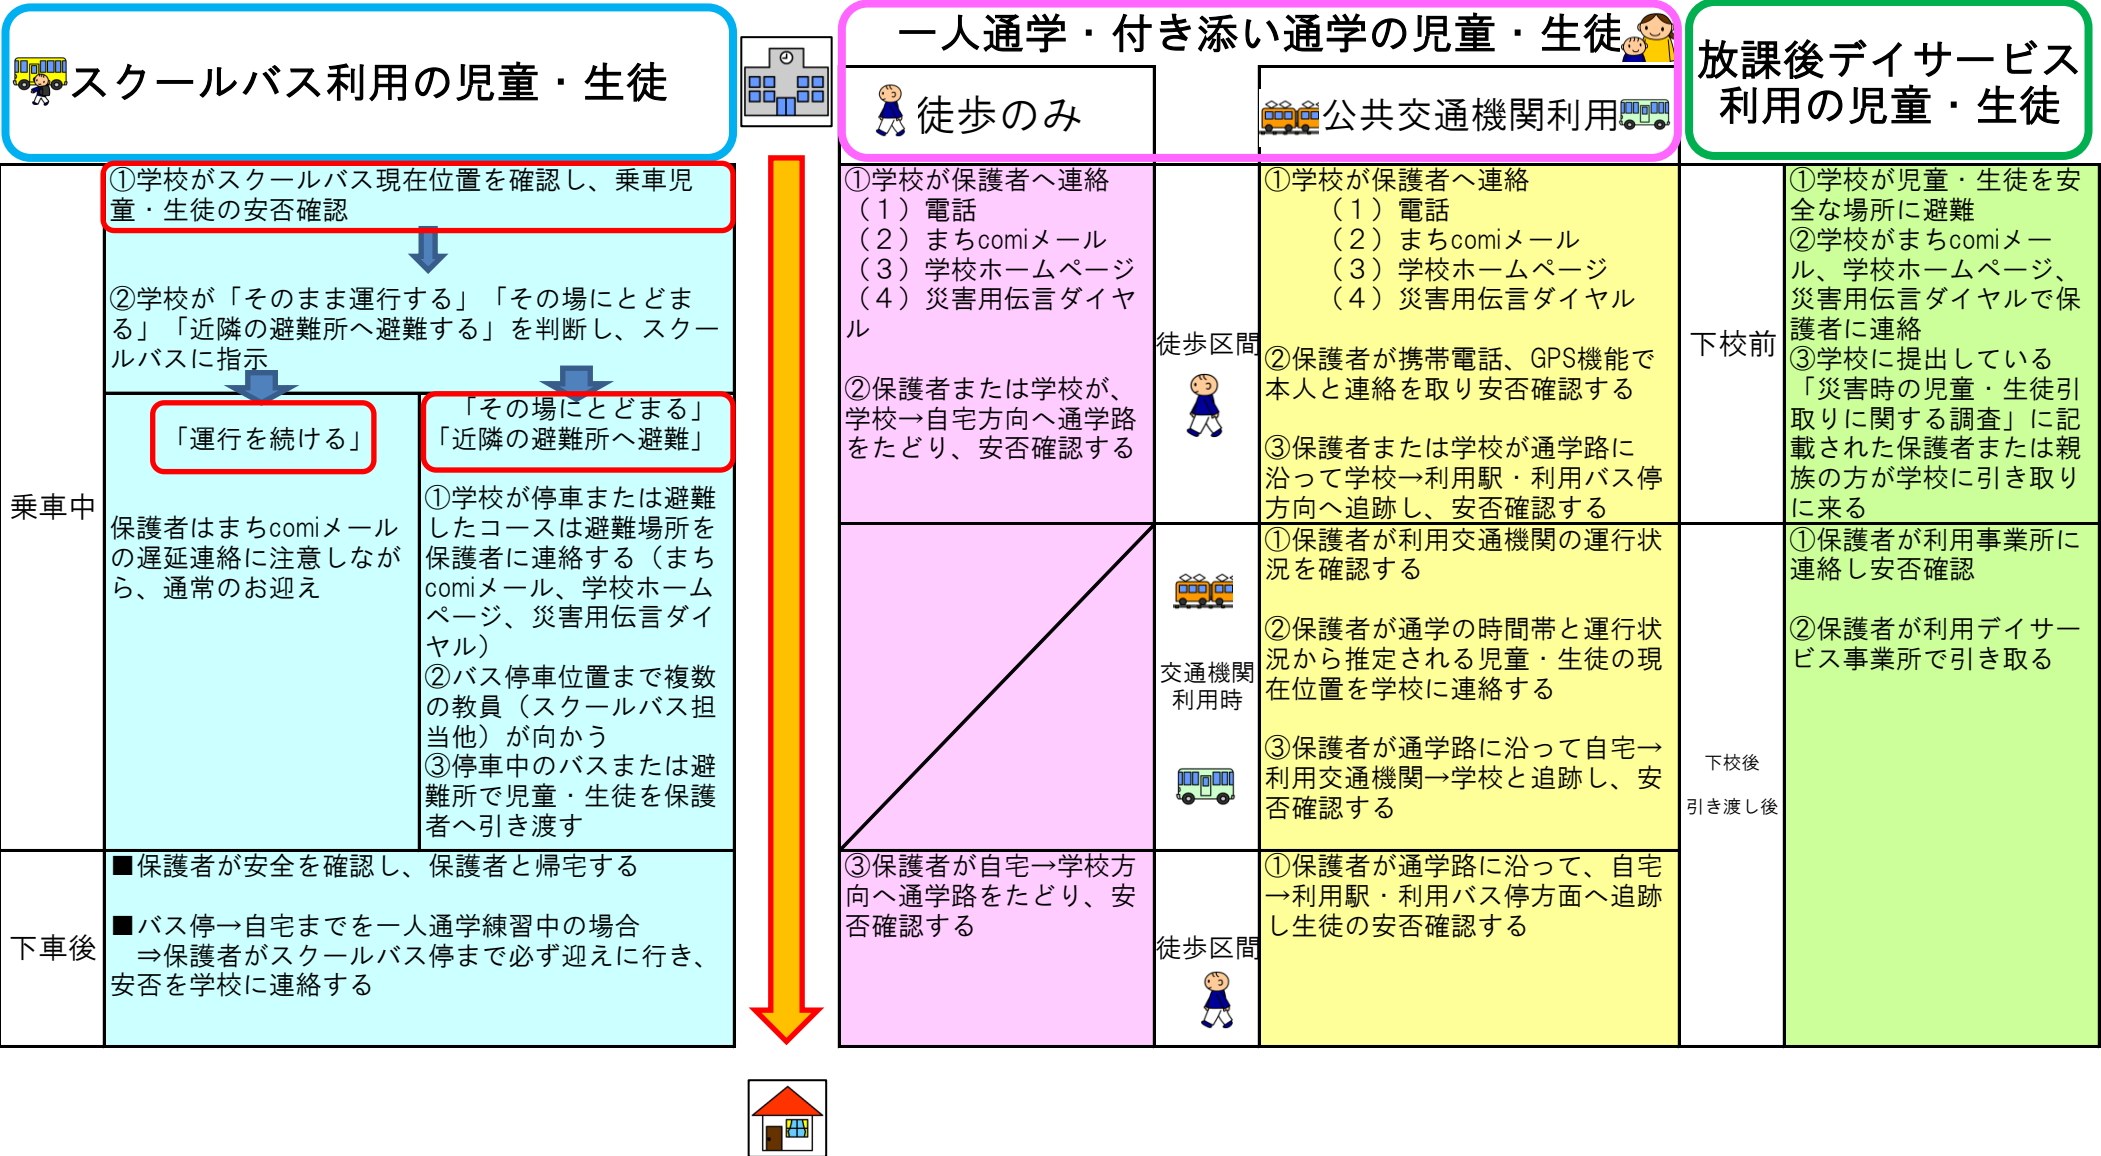 スクールバス利用の児童・生徒
乗車中
①学校がスクールバス現在位置を確認し、乗車児
童・生徒の安否確認
②学校が「そのまま運行する」「その場にとどま
る」「近隣の避難所へ避難する」を判断し、スクー
ルバスに指示
「運行を続ける」
保護者はまちcomiメール
の遅延連絡に注意しなが
ら、通常のお迎え
「その場にとどまる」
「近隣の避難所へ避難」
①学校が停車または避難
したコースは避難場所を
保護者に連絡する（まち
comiメール、学校ホーム
ページ、災害用伝言ダイ
ヤル）
②バス停車位置まで複数
の教員（スクールバス担
当他）が向かう
③停車中のバスまたは避
難所で児童・生徒を保護
者へ引き渡す
下車後
■保護者が安全を確認し、保護者と帰宅する
■バス停→自宅までを一人通学練習中の場合
⇒保護者がスクールバス停まで必ず迎えに行き、
安否を学校に連絡する
一人通学・付き添い通学の児童・生徒
徒歩のみ
①学校が保護者へ連絡
（１）電話
（２）まちcomiメール
（３）学校ホームページ
（４）災害用伝言ダイヤ
ル
②保護者または学校が、
学校→自宅方向へ通学路
をたどり、安否確認する
③保護者が自宅→学校方
向へ通学路をたどり、安
否確認する
徒歩区間
交通機関
利用時
徒歩区間
公共交通機関利用
①学校が保護者へ連絡
（１）電話
（２）まちcomiメール
（３）学校ホームページ
（４）災害用伝言ダイヤル
②保護者が携帯電話、GPS機能で
本人と連絡を取り安否確認する
③保護者または学校が通学路に
沿って学校→利用駅・利用バス停
方向へ追跡し、安否確認する
①保護者が利用交通機関の運行状
況を確認する
②保護者が通学の時間帯と運行状
況から推定される児童・生徒の現
在位置を学校に連絡する
③保護者が通学路に沿って自宅→
利用交通機関→学校と追跡し、安
否確認する
①保護者が通学路に沿って、自宅
→利用駅・利用バス停方面へ追跡
し生徒の安否確認する
放課後デイサービス
利用の児童・生徒
下校前
①学校が児童・生徒を安
全な場所に避難
②学校がまちcomiメー
ル、学校ホームページ、
災害用伝言ダイヤルで保
護者に連絡
③学校に提出している
「災害時の児童・生徒引
取りに関する調査」に記
載された保護者または親
族の方が学校に引き取り
に来る
下校後
引き渡し後
①保護者が利用事業所に
連絡し安否確認
②保護者が利用デイサー
ビス事業所で引き取る